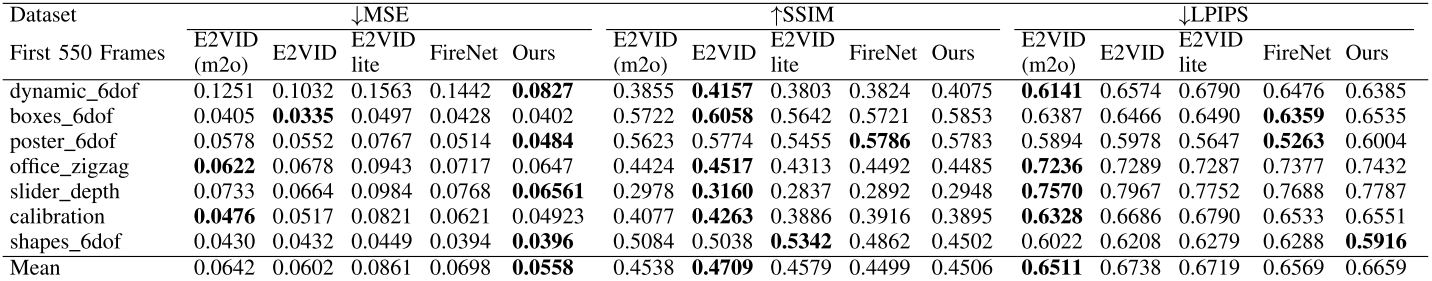 Dataset ↓MSE ↑SSIM ↓LPIPS
First 550 Frames E2VID (m2o) E2VID E2VID lite FireNet Ours E2VID (m2o) E2VID E2VID lite FireNet Ours E2VID (m2o) E2VID E2VID lite FireNet Ours
dynamic_6dof 0.1251 0.1032 0.1563 0.1442 0.0827 0.3855 0.4157 0.3803 0.3824 0.4075 0.6141 0.6574 0.6790 0.6476 0.6385
boxes_6dof 0.0405 0.0335 0.0497 0.0428 0.0402 0.5722 0.6058 0.5642 0.5721 0.5853 0.6387 0.6466 0.6490 0.6359 0.6535
poster_6dof 0.0578 0.0552 0.0767 0.0514 0.0484 0.5623 0.5774 0.5455 0.5786 0.5783 0.5894 0.5978 0.5647 0.5263 0.6004
office_zigzag 0.0622 0.0678 0.0943 0.0717 0.0647 0.4424 0.4517 0.4313 0.4492 0.4485 0.7236 0.7289 0.7287 0.7377 0.7432
slider_depth 0.0733 0.0664 0.0984 0.0768 0.06561 0.2978 0.3160 0.2837 0.2892 0.2948 0.7570 0.7967 0.7752 0.7688 0.7787
calibration 0.0476 0.0517 0.0821 0.0621 0.04923 0.4077 0.4263 0.3886 0.3916 0.3895 0.6328 0.6686 0.6790 0.6533 0.6551
shapes_6dof 0.0430 0.0432 0.0449 0.0394 0.0396 0.5084 0.5038 0.5342 0.4862 0.4502 0.6022 0.6208 0.6279 0.6288 0.5916
Mean 0.0642 0.0602 0.0861 0.0698 0.0558 0.4538 0.4709 0.4579 0.4499 0.4506 0.6511 0.6738 0.6719 0.6569 0.6659